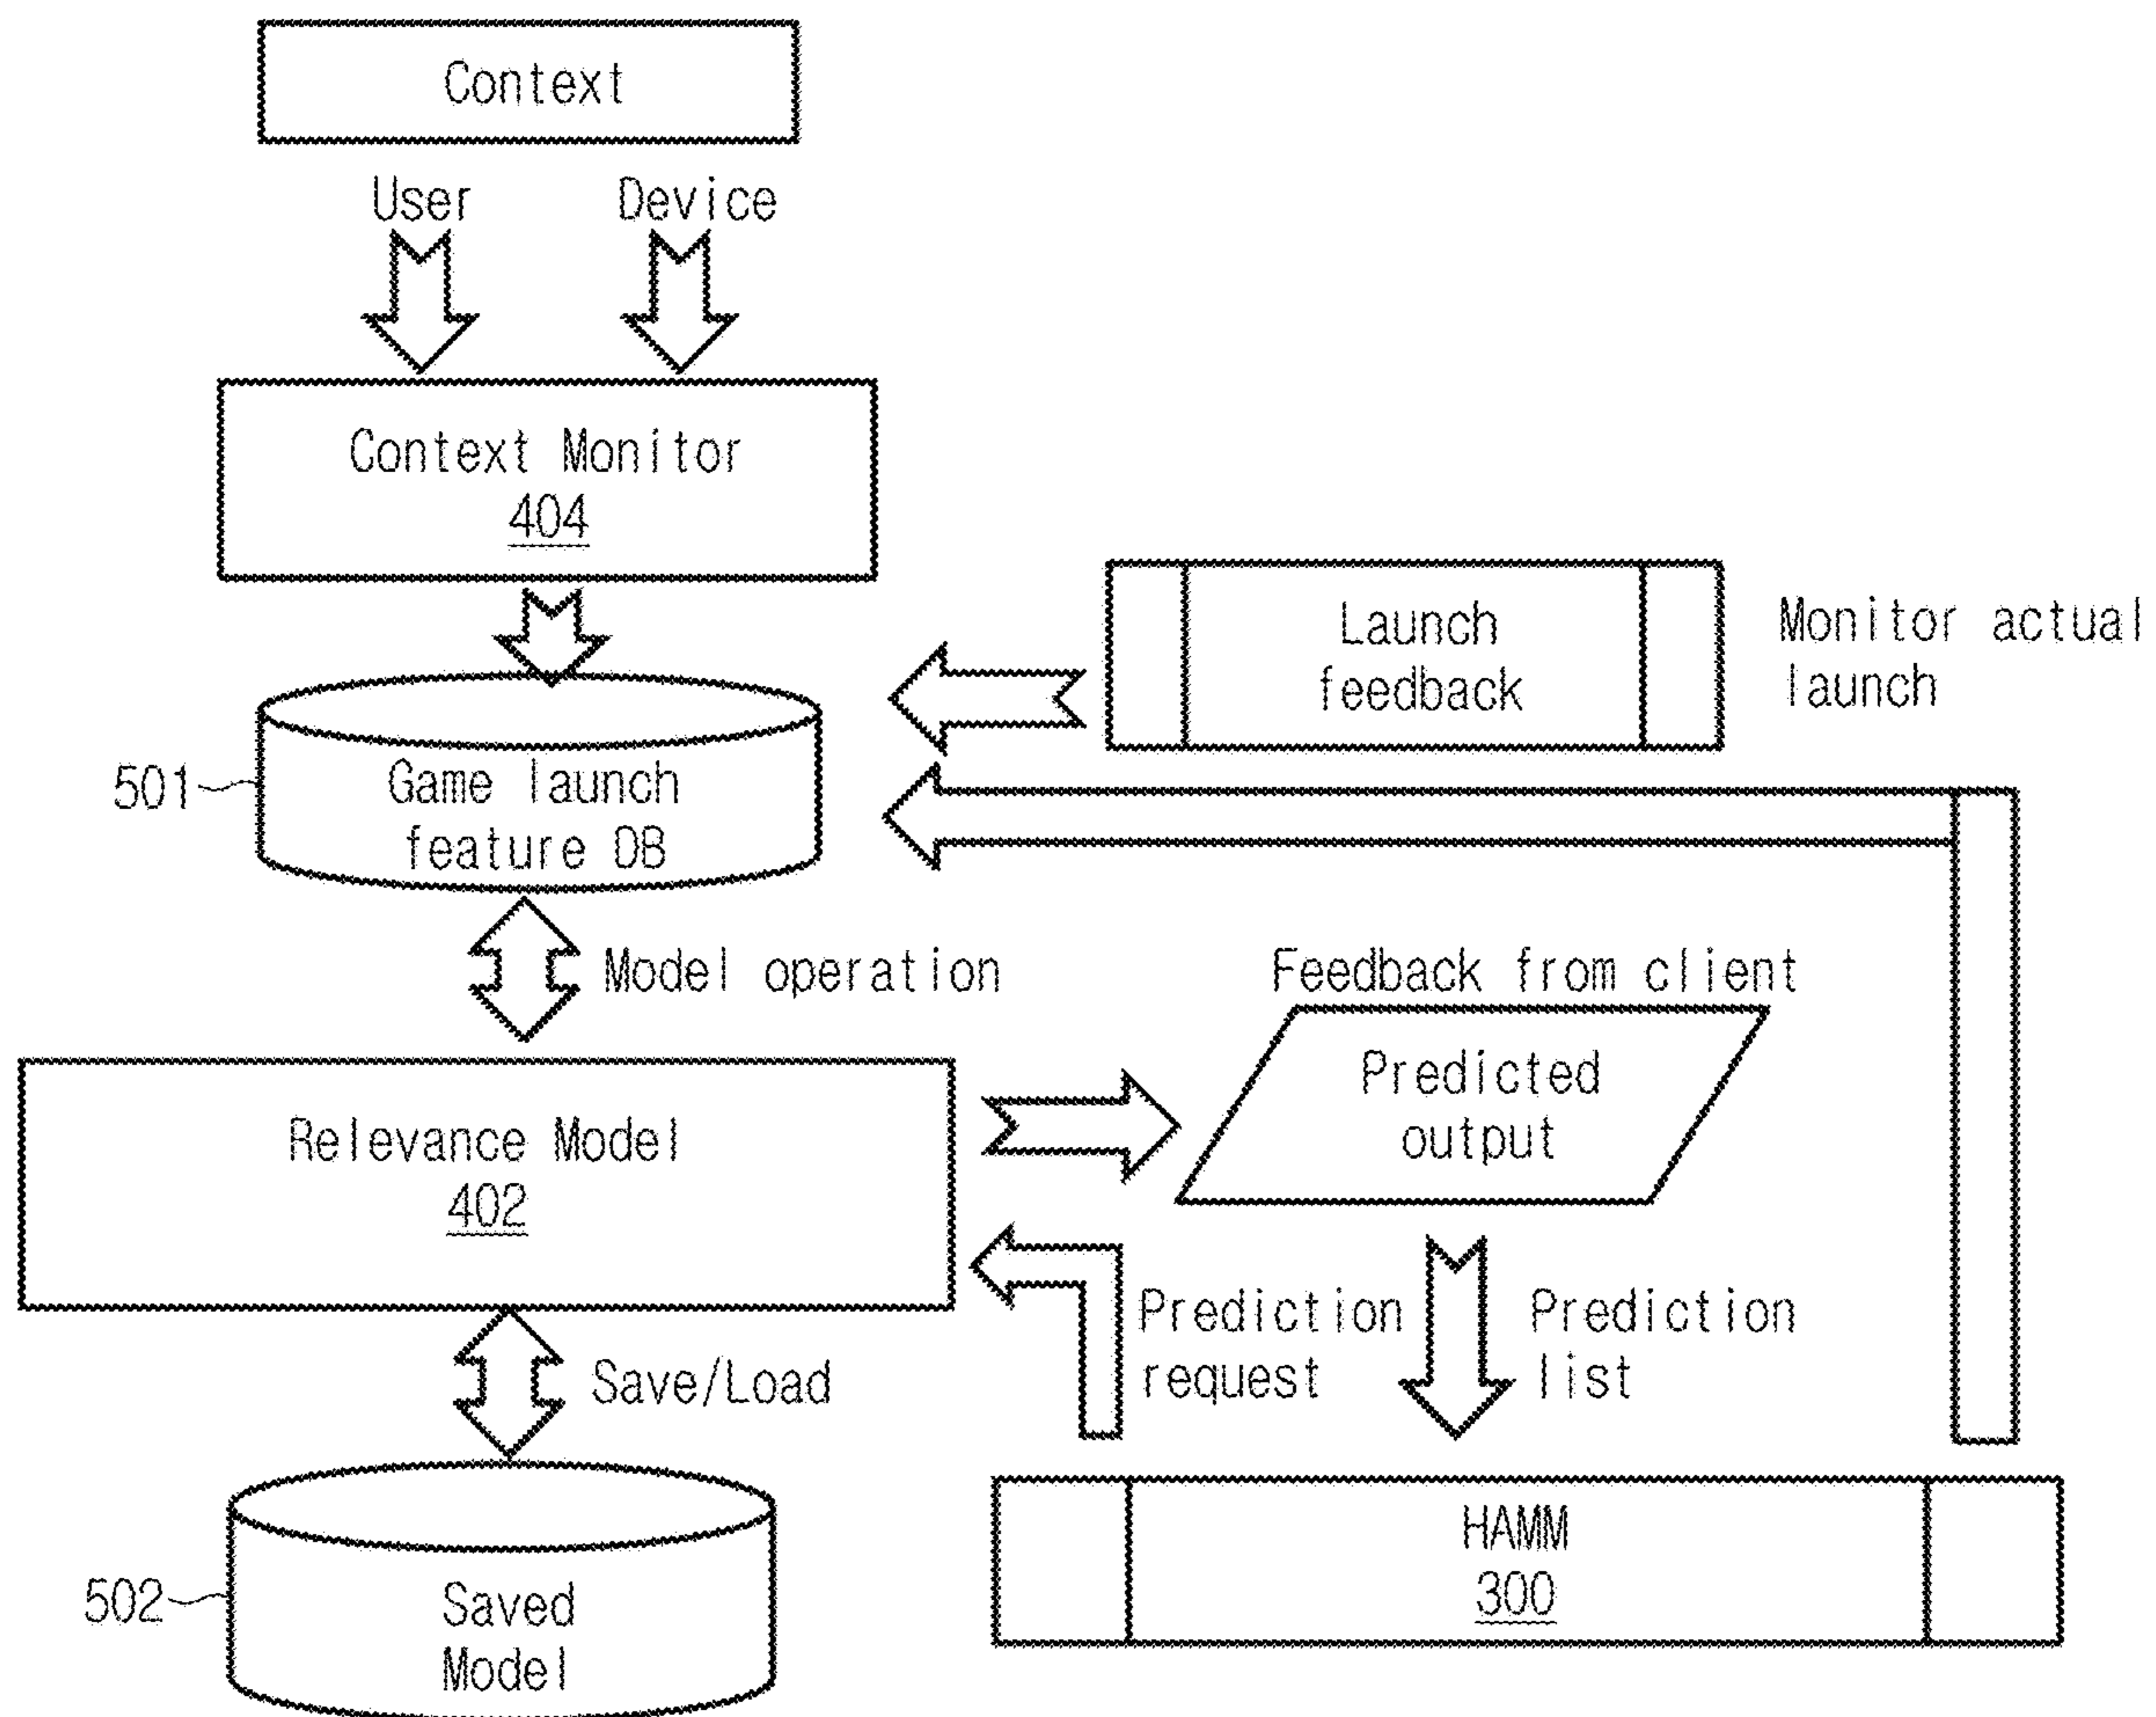 Context
User
Device
Context Monitor
404
Launch
feedback
Monitor actual
launch
501
Game launch
feature DB
Model operation
Feedback from client
Predicted
output
Relevance Model
402
Prediction
request
Prediction
list
Save/Load
502
Saved
Model
HAMM
300